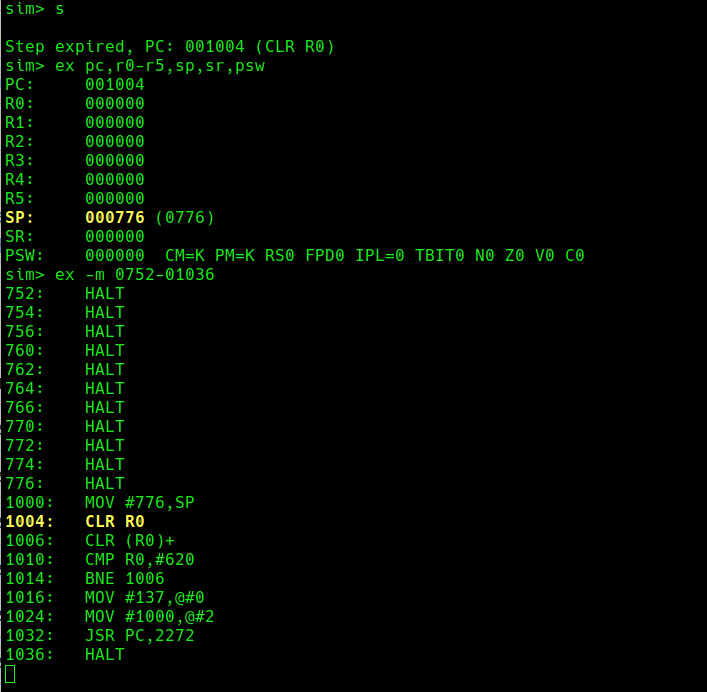 sim> s
Step expired, PC: 001004 (CLR R0)
sim> ex pc,r0-r5,sp,sr,psw
PC:     001004
R0:     000000
R1:     000000
R2:     000000
R3:     000000
R4:     000000
R5:     000000
SP:     000776 (0776)
SR:     000000
PSW:    000000  CM=K PM=K RS0 FPD0 IPL=0 TBIT0 N0 Z0 V0 C0
sim> ex -m 0752-01036
752:    HALT
754:    HALT
756:    HALT
760:    HALT
762:    HALT
764:    HALT
766:    HALT
770:    HALT
772:    HALT
774:    HALT
776:    HALT
1000:   MOV #776,SP
1004:   CLR R0
1006:   CLR (R0)+
1010:   CMP R0,#620
1014:   BNE 1006
1016:   MOV #137,@#0
1024:   MOV #1000,@#2
1032:   JSR PC,2272
1036:   HALT